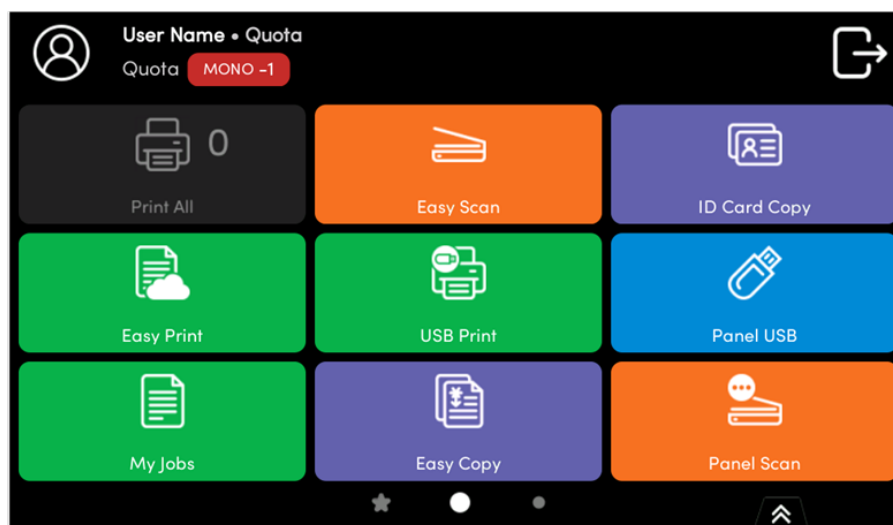 User Name • Quota
Quota MONO -1
0
Print All
Easy Scan
ID Card Copy
Easy Print
USB Print
Panel USB
My Jobs
¥
Easy Copy
Panel Scan